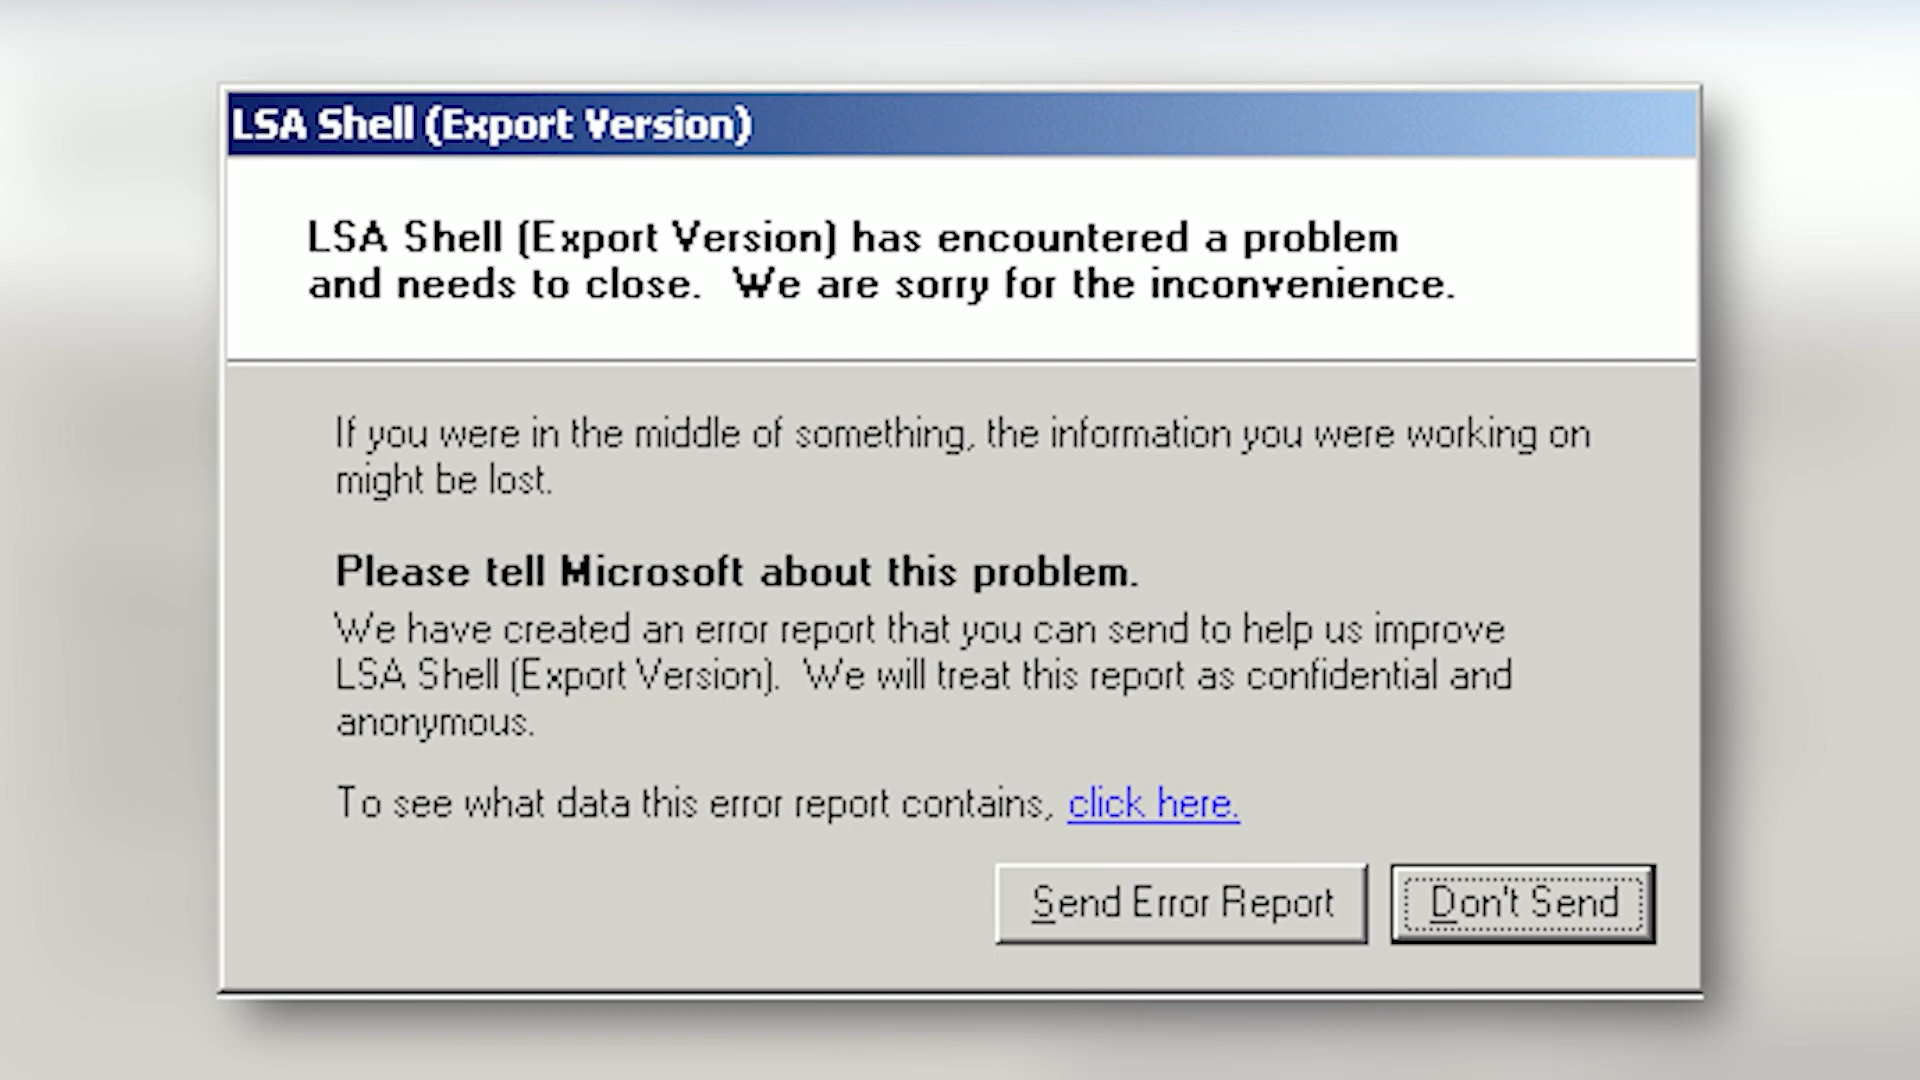 LSA Shell (Export Version)
LSA Shell (Export Version) has encountered a problem
and needs to close.  We are sorry for the inconvenience.
If you were in the middle of something, the information you were working on
might be lost.
Please tell Microsoft about this problem.
We have created an error report that you can send to help us improve
LSA Shell (Export Version).  We will treat this report as confidential and
anonymous.
To see what data this error report contains, click here.
Send Error Report
Don't Send